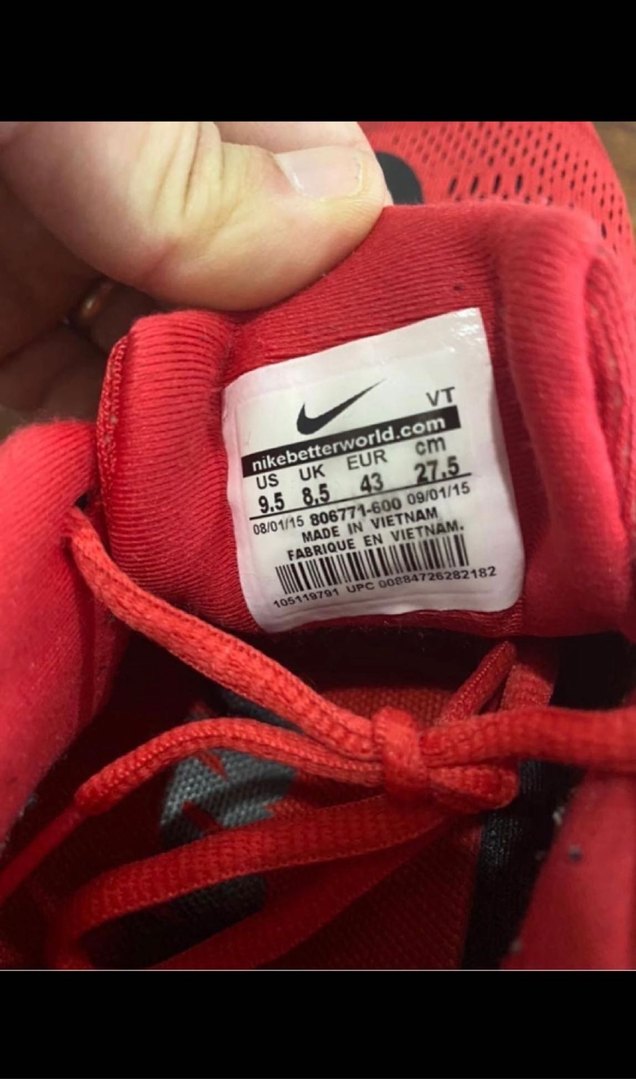 VT
nikebetterworld.com
US UK EUR cm
9.5 8.5 43 27.5
08/01/15 806771-600 09/01/15
MADE IN VIETNAM
FABRIQUE EN VIETNAM.
105119791 UPC 00884726282182